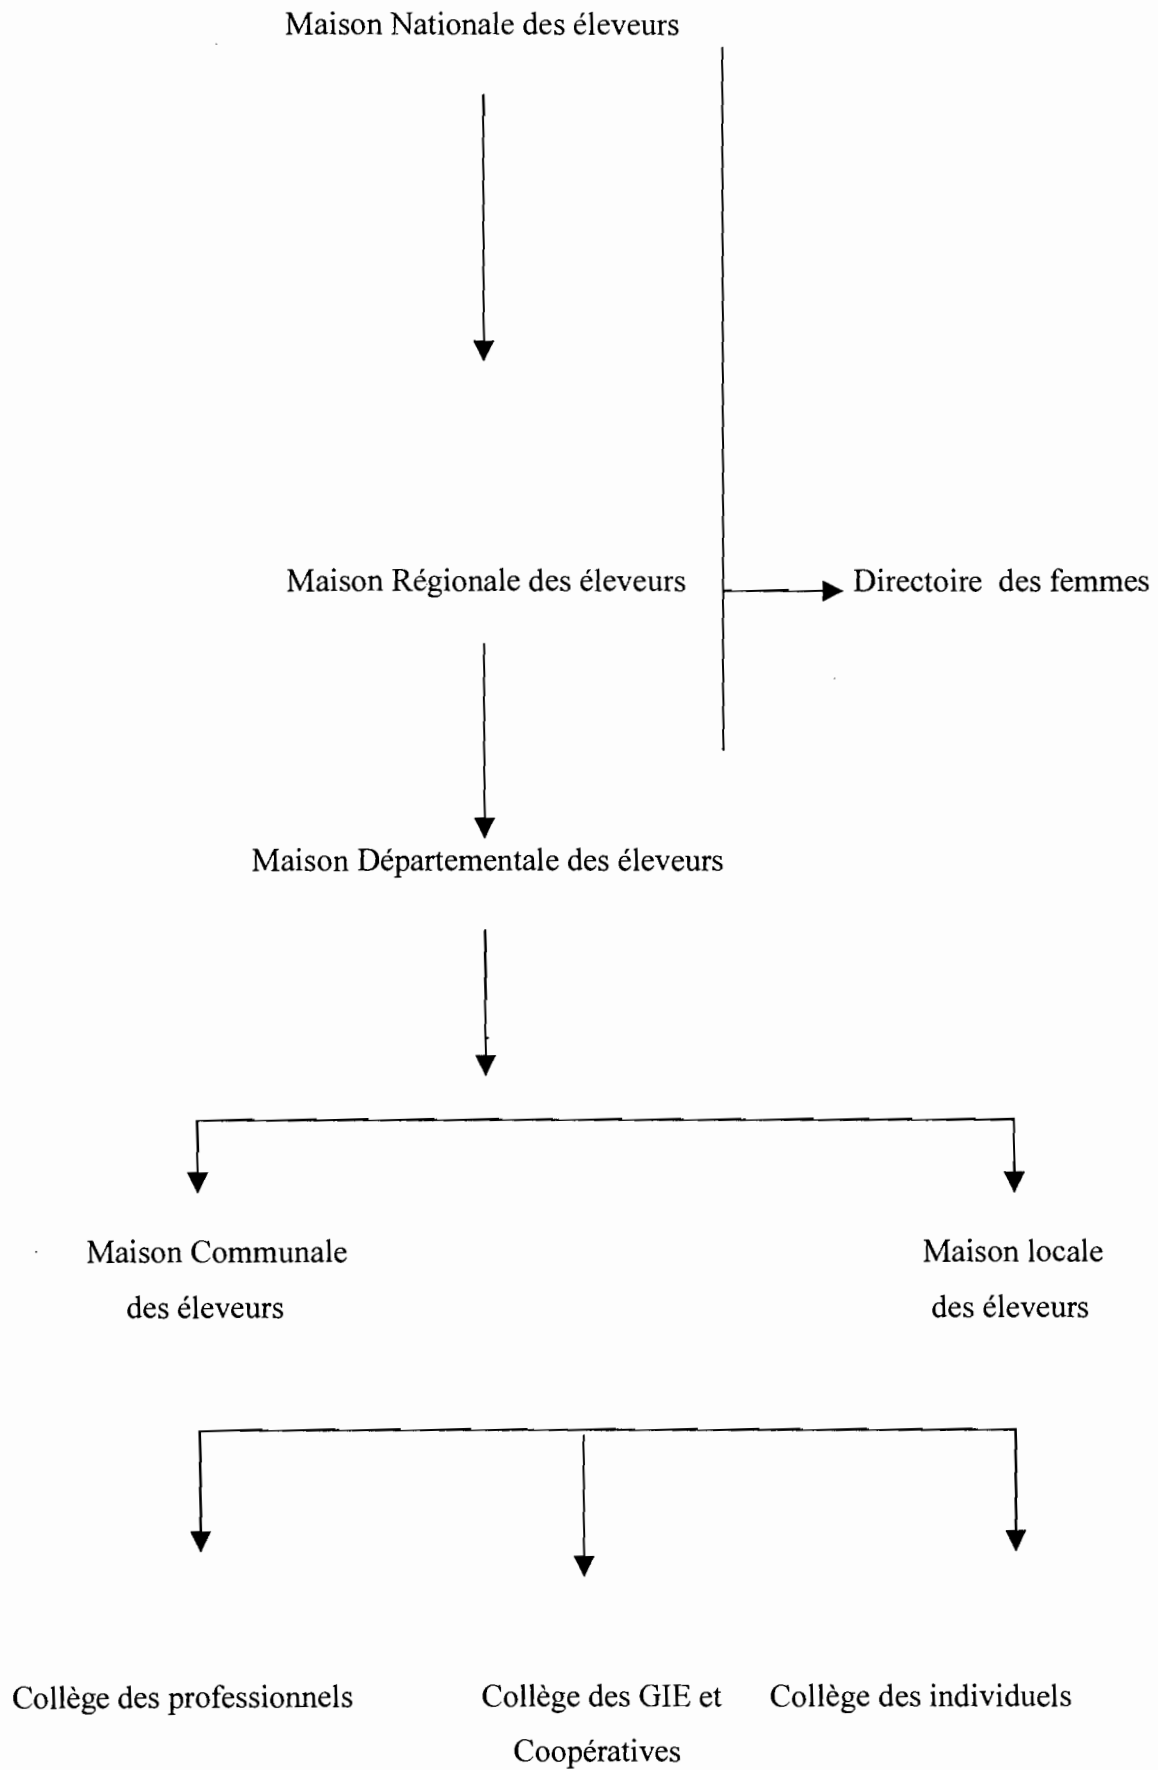 Maison Nationale des éleveurs
Maison Régionale des éleveurs
Directoire des femmes
Maison Départementale des éleveurs
Maison Communale
des éleveurs
Maison locale
des éleveurs
Collège des professionnels
Collège des GIE et
Coopératives
Collège des individuels